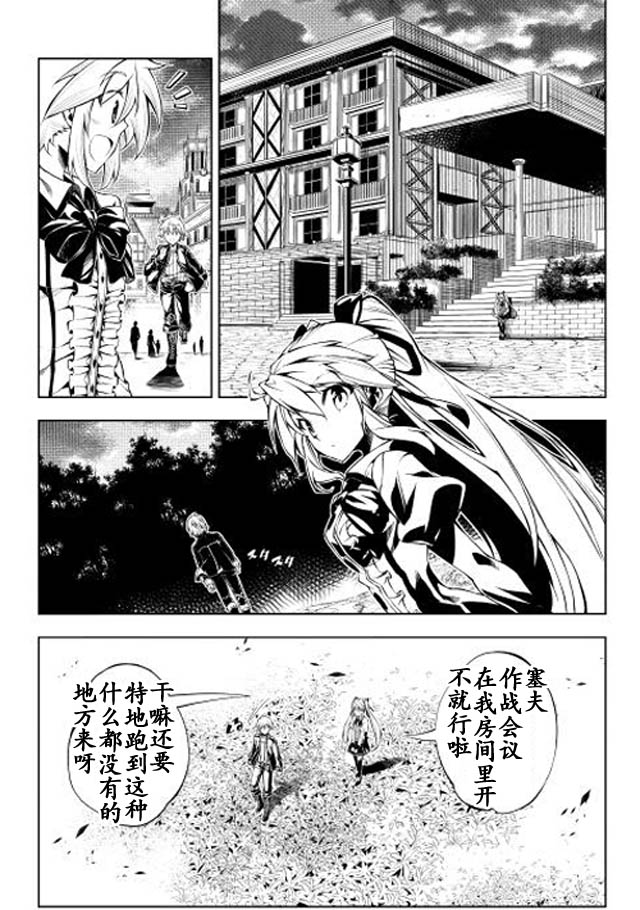 塞夫
作战会议
在我房间里开
不就行啦
干嘛还要
特地跑到这种
什么都没有的
地方来呀